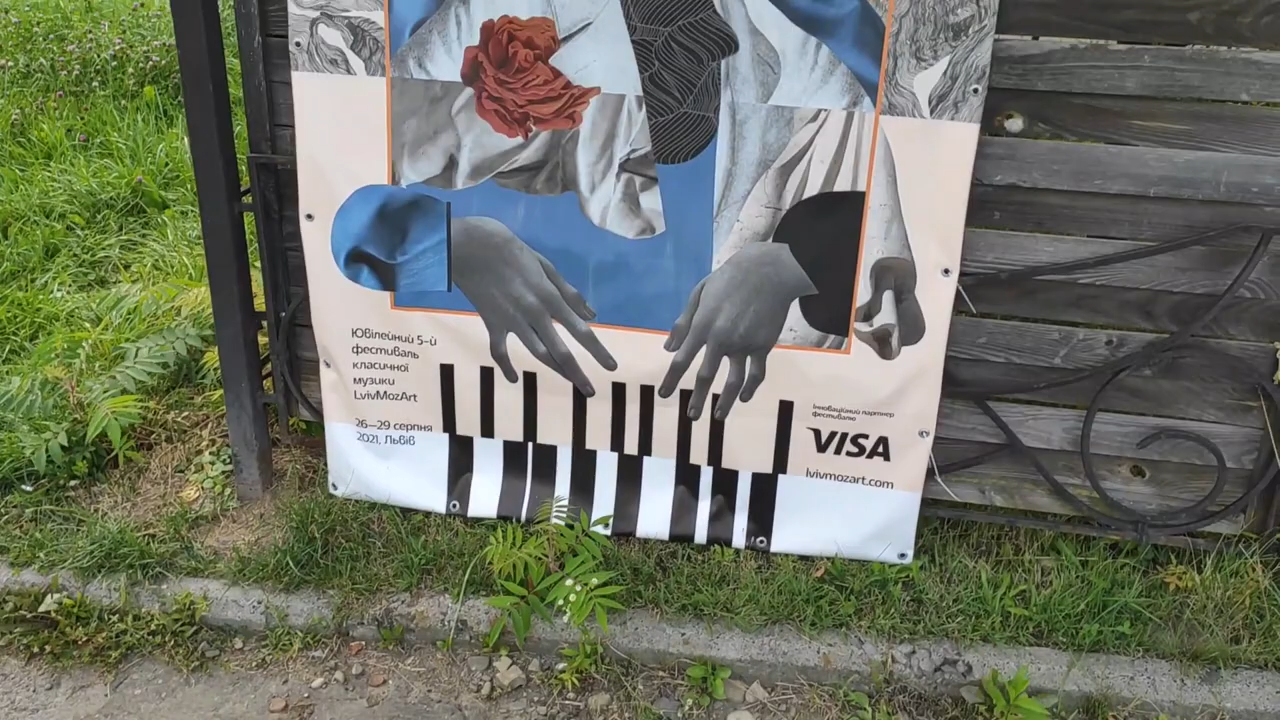 Ювілейний 5-й
фестиваль
класичної
музики
LvivMozArt
26—29 серпня
2021, Львів
Інноваційний партнер
фестивалю
VISA
lvivmozart.com